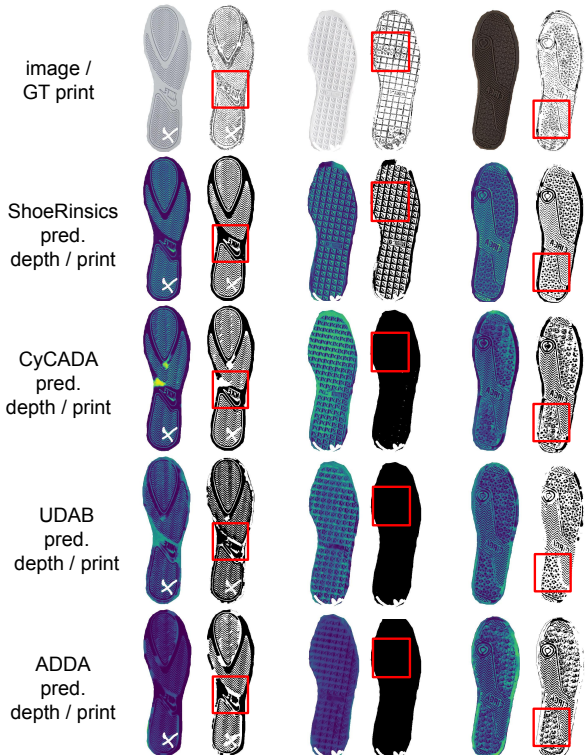 image /
GT print
ShoeRinsics
pred.
depth / print
CyCADA
pred.
depth / print
UDAB
pred.
depth / print
ADDA
pred.
depth / print